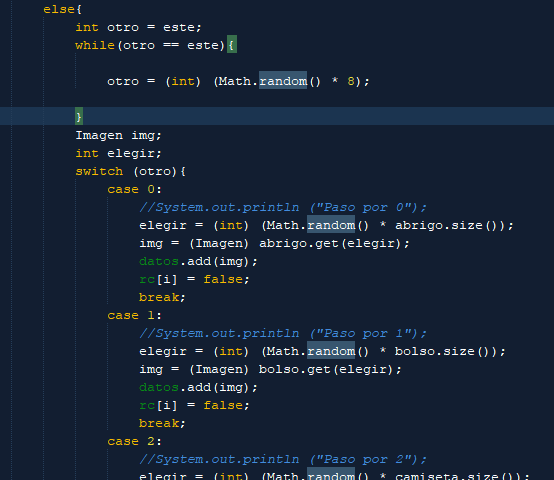 else{
int otro = este;
while(otro == este){
otro = (int) (Math.random() * 8);
}
Imagen img;
int elegir;
switch (otro){
case 0:
//System.out.println ("Paso por 0");
elegir = (int) (Math.random() * abrigo.size());
img = (Imagen) abrigo.get(elegir);
datos.add(img);
rc[i] = false;
break;
case 1:
//System.out.println ("Paso por 1");
elegir = (int) (Math.random() * bolso.size());
img = (Imagen) bolso.get(elegir);
datos.add(img);
rc[i] = false;
break;
case 2:
//System.out.println ("Paso por 2");
elegir = (int) (Math.random() * camiseta.size());